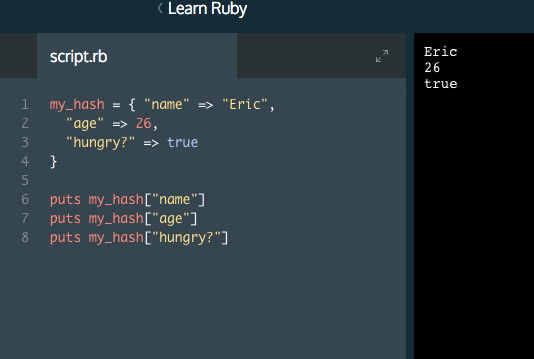 〈 Learn Ruby
script.rb
1 my_hash = { "name" => "Eric",
2   "age" => 26,
3   "hungry?" => true
4 }
5
6 puts my_hash["name"]
7 puts my_hash["age"]
8 puts my_hash["hungry?"]
Eric
26
true